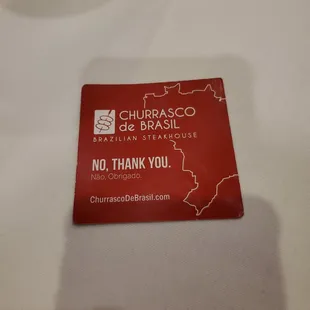 CHURRASCO
de BRASIL
BRAZILIAN STEAKHOUSE
NO, THANK YOU.
Não, Obrigado
ChurrascoDeBrasil.com